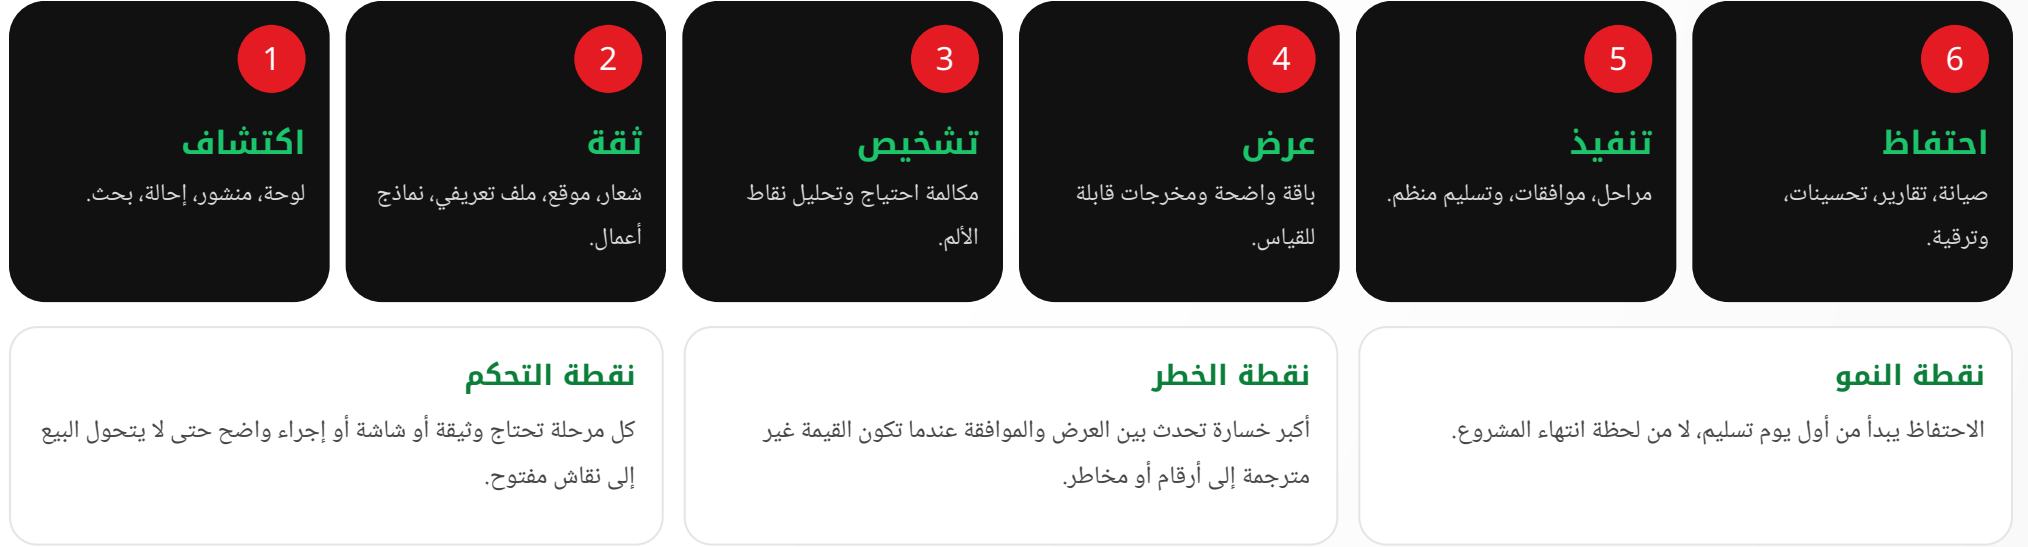 1
اكتشاف
لوحة، منشور، إحالة، بحث.
2
ثقة
شعار، موقع، ملف تعريفي، نماذج
أعمال.
3
تشخيص
مكالمة احتياج وتحليل نقاط
الألم.
4
عرض
باقة واضحة ومخرجات قابلة
للقياس.
5
تنفيذ
مراحل، موافقات، وتسليم منظم.
6
احتفاظ
صيانة، تقارير، تحسينات،
وترقية.
نقطة التحكم
كل مرحلة تحتاج وثيقة أو شاشة أو إجراء واضح حتى لا يتحول البيع
إلى نقاش مفتوح.
نقطة الخطر
أكبر خسارة تحدث بين العرض والموافقة عندما تكون القيمة غير
مترجمة إلى أرقام أو مخاطر.
نقطة النمو
الاحتفاظ يبدأ من أول يوم تسليم، لا من لحظة انتهاء المشروع.